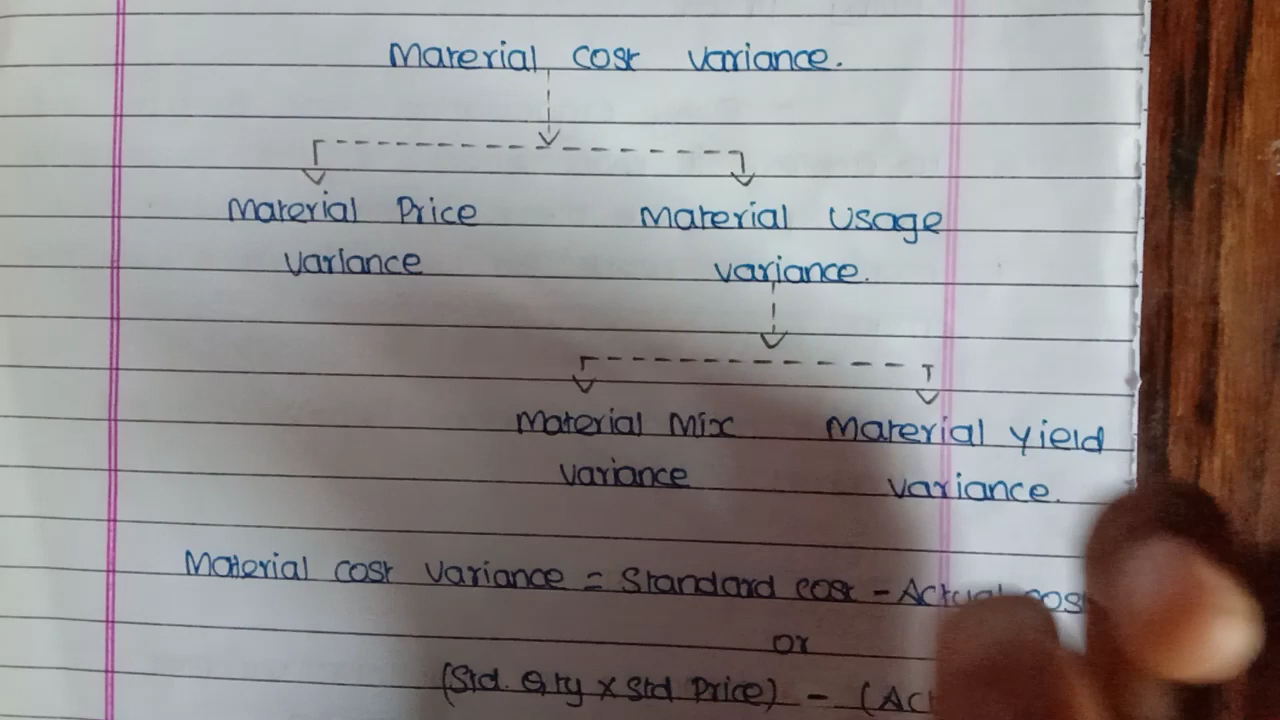 Material cost variance.
Material Price Material Usage
variance variance.
Material Mix Material yield
variance variance.
Material cost variance = Standard cost - Actual cost
or
(Std. Qty x Std Price) -